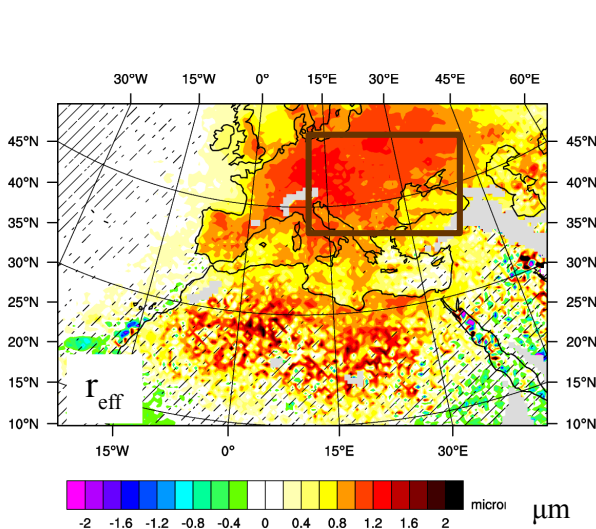 30°W 15°W 0° 15°E 30°E 45°E 60°E
45°N 45°N
40°N 40°N
35°N 35°N
30°N 30°N
25°N 25°N
20°N 20°N
15°N 15°N
10°N 10°N
r_eff
15°W 0° 15°E 30°E
-2 -1.6 -1.2 -0.8 -0.4 0 0.4 0.8 1.2 1.6 2 micror μm